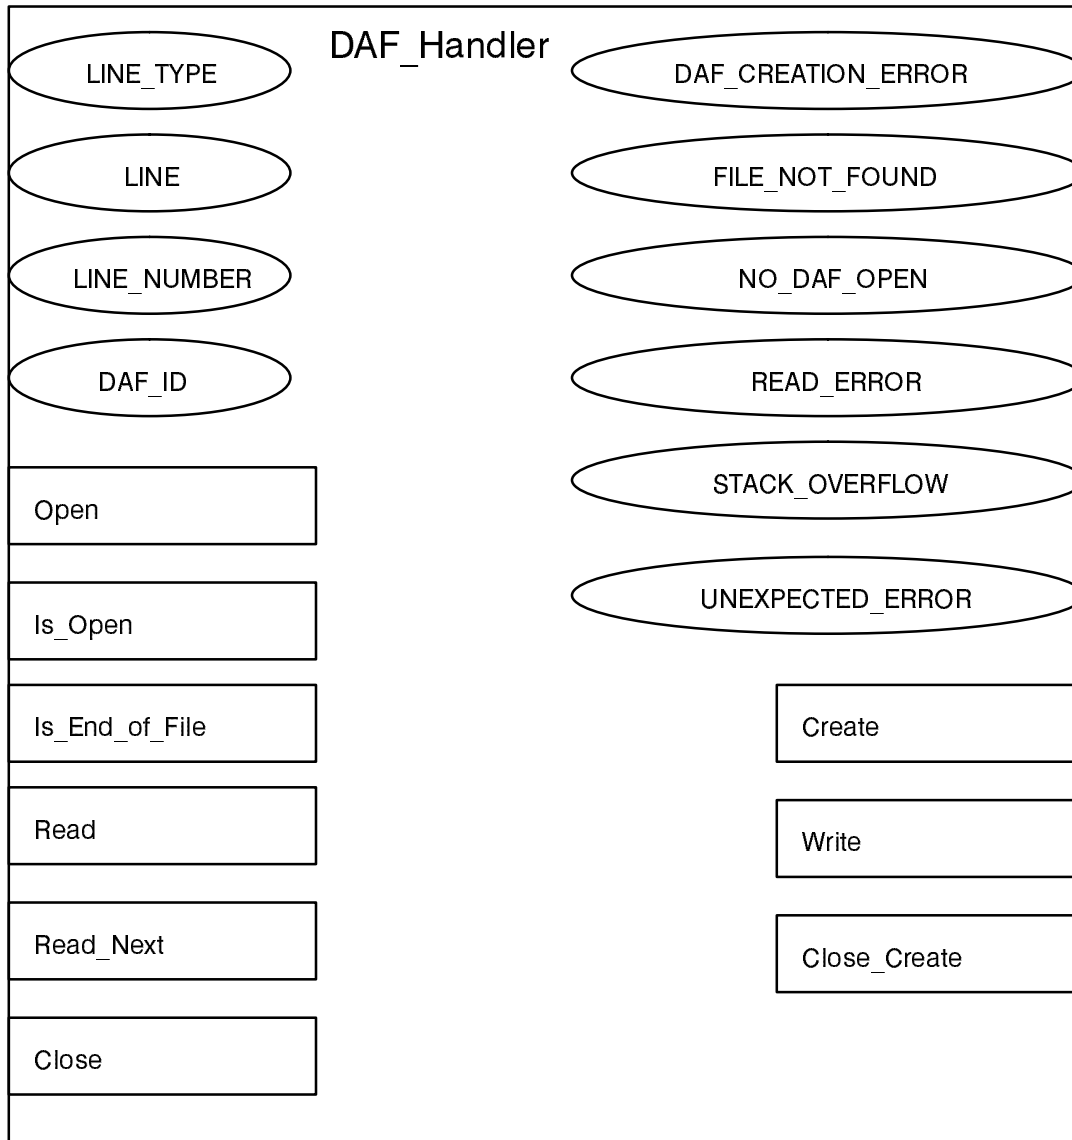 DAF_Handler
LINE_TYPE
LINE
LINE_NUMBER
DAF_ID
Open
Is_Open
Is_End_of_File
Read
Read_Next
Close
DAF_CREATION_ERROR
FILE_NOT_FOUND
NO_DAF_OPEN
READ_ERROR
STACK_OVERFLOW
UNEXPECTED_ERROR
Create
Write
Close_Create